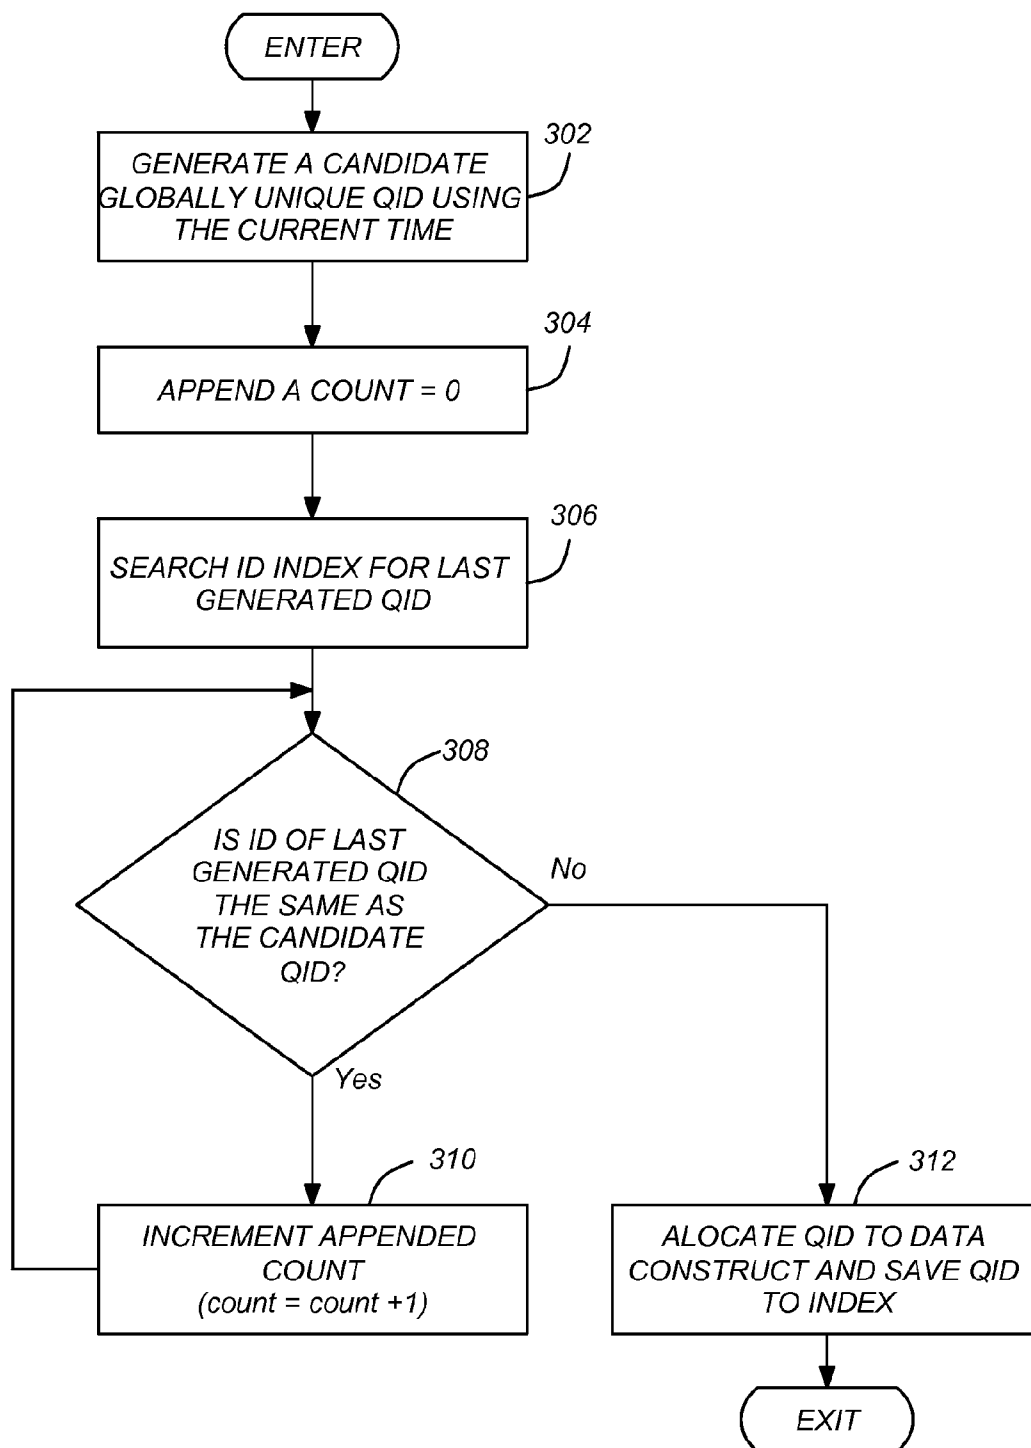 ENTER
302
GENERATE A CANDIDATE
GLOBALLY UNIQUE QID USING
THE CURRENT TIME
304
APPEND A COUNT = 0
306
SEARCH ID INDEX FOR LAST
GENERATED QID
308
IS ID OF LAST
GENERATED QID
THE SAME AS
THE CANDIDATE
QID?
No
Yes
310
INCREMENT APPENDED
COUNT
(count = count +1)
312
ALOCATE QID TO DATA
CONSTRUCT AND SAVE QID
TO INDEX
EXIT